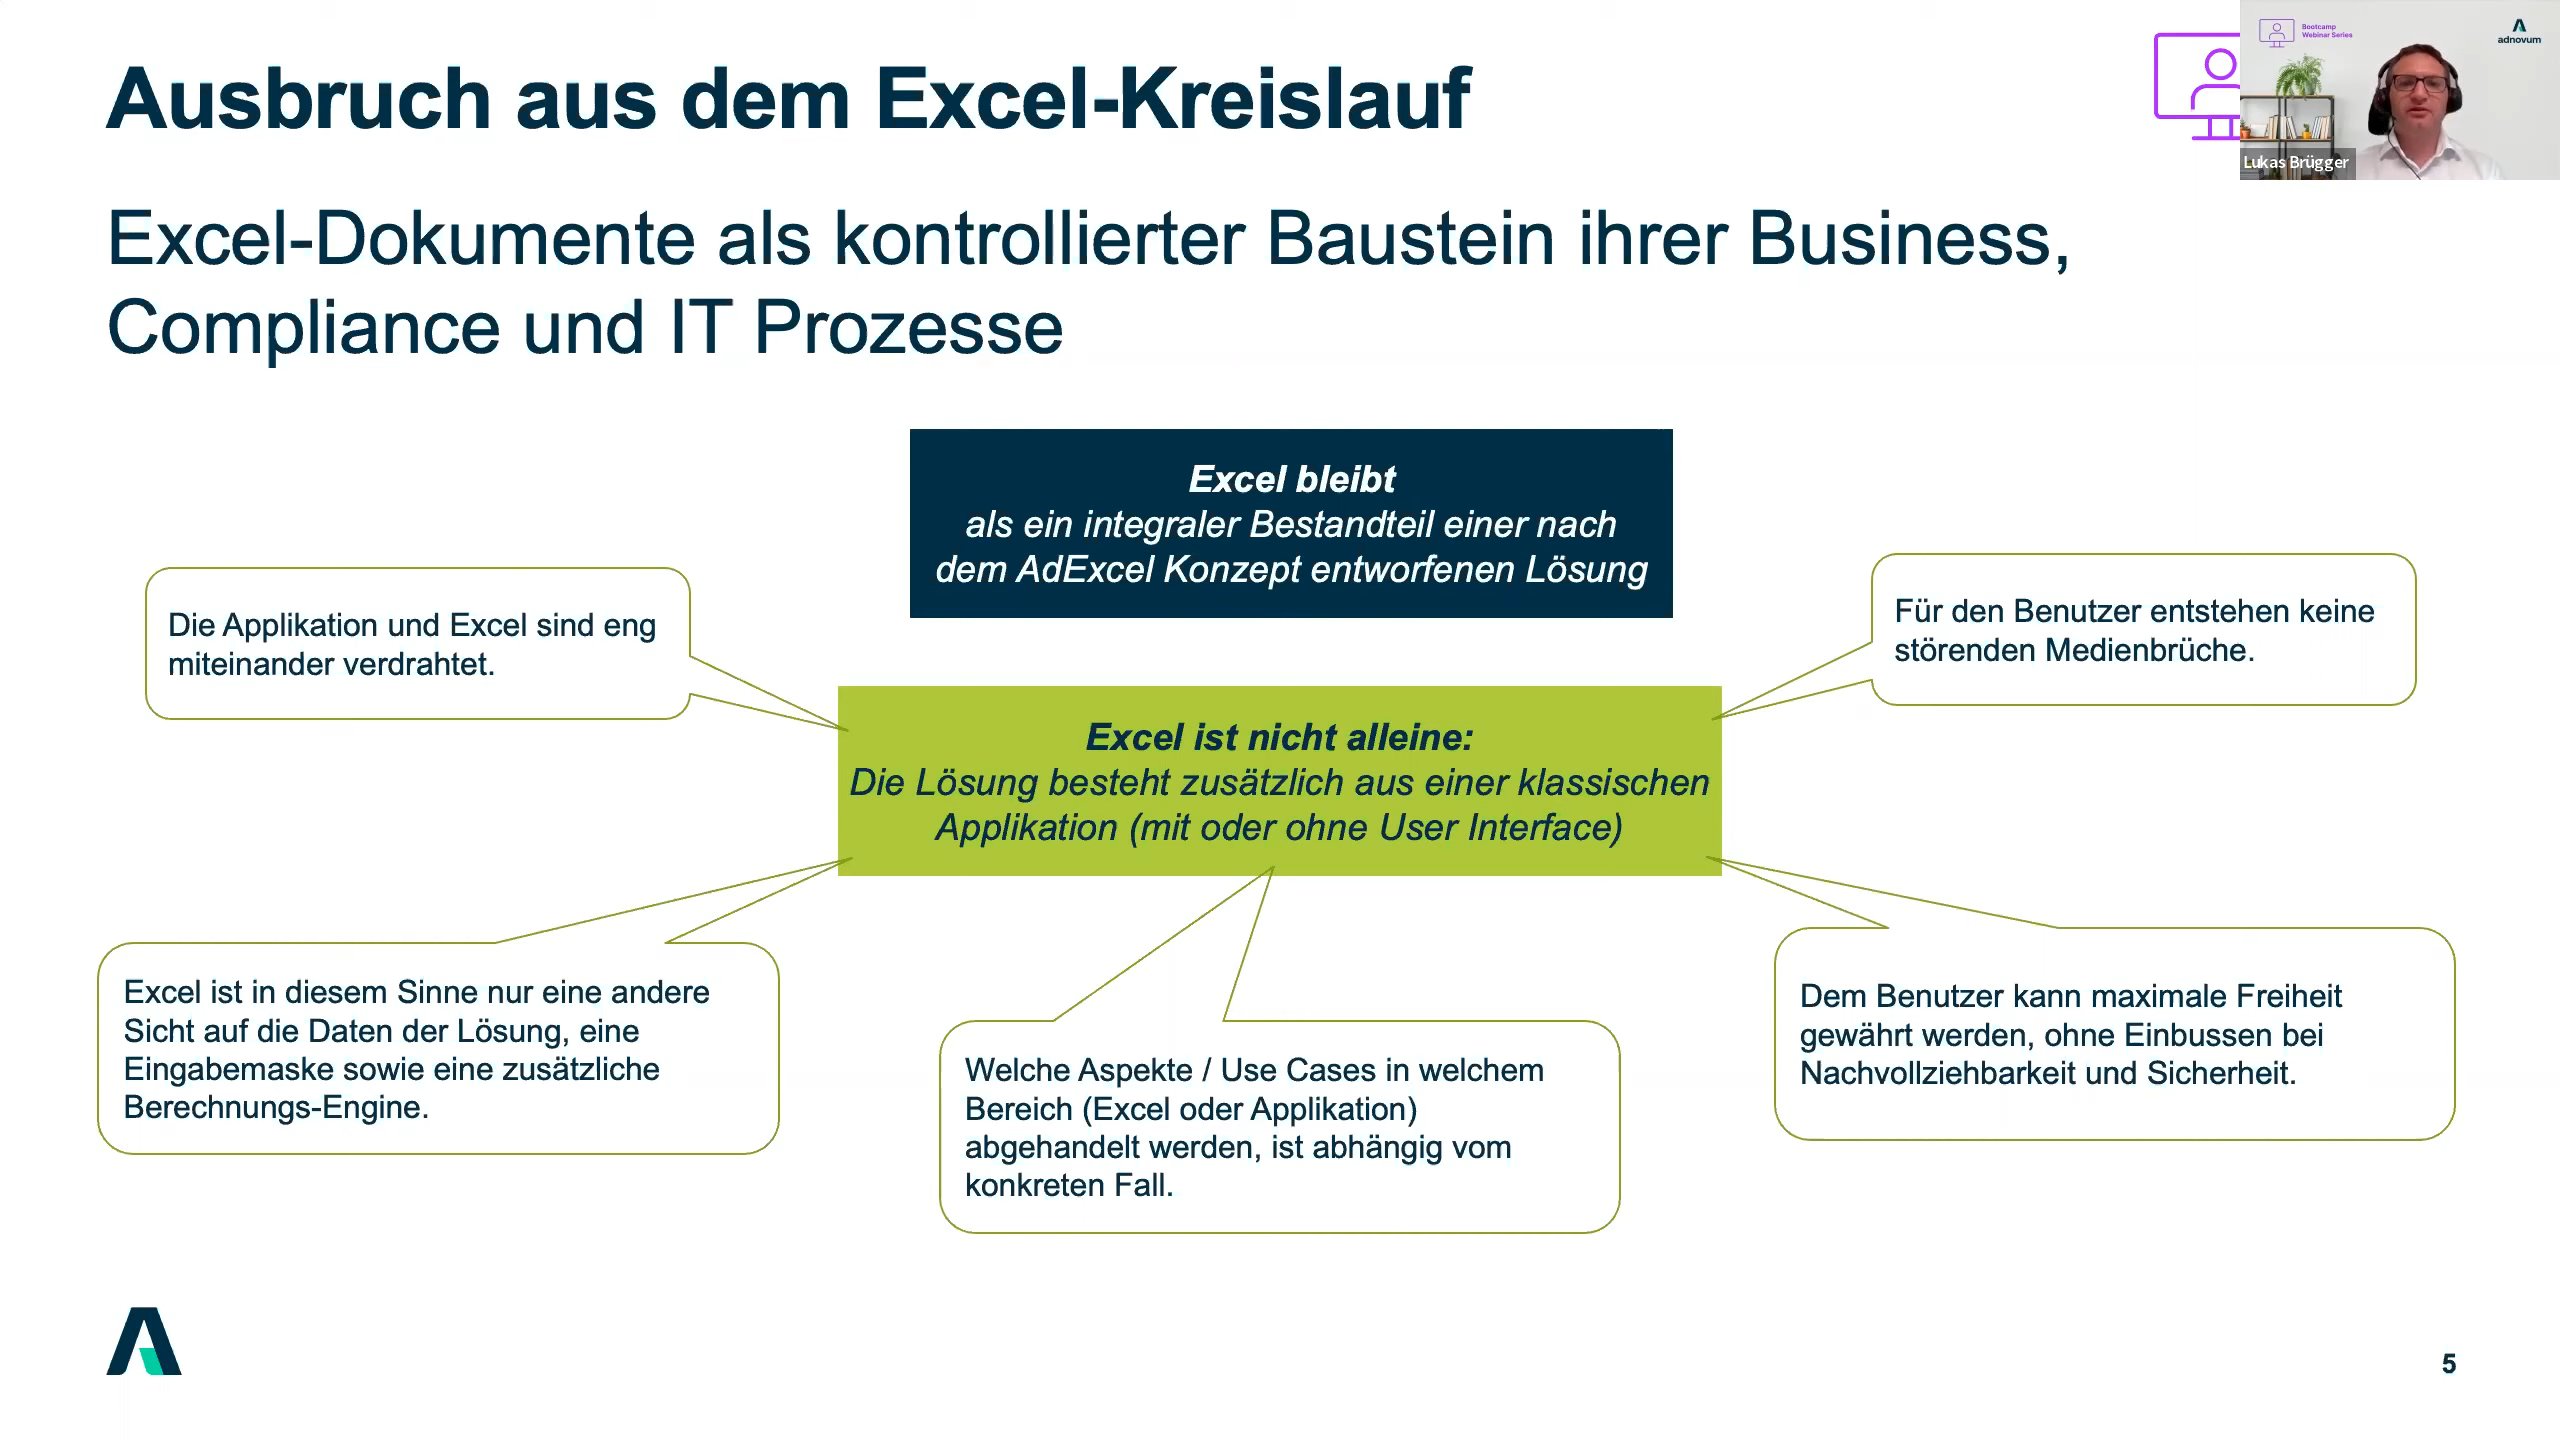 Ausbruch aus dem Excel-Kreislauf
Bootcamp
Webinar Series
adnovum
Lukas Brügger
Excel-Dokumente als kontrollierter Baustein ihrer Business,
Compliance und IT Prozesse
Excel bleibt
als ein integraler Bestandteil einer nach
dem AdExcel Konzept entworfenen Lösung
Die Applikation und Excel sind eng
miteinander verdrahtet.
Für den Benutzer entstehen keine
störenden Medienbrüche.
Excel ist nicht alleine:
Die Lösung besteht zusätzlich aus einer klassischen
Applikation (mit oder ohne User Interface)
Excel ist in diesem Sinne nur eine andere
Sicht auf die Daten der Lösung, eine
Eingabemaske sowie eine zusätzliche
Berechnungs-Engine.
Welche Aspekte / Use Cases in welchem
Bereich (Excel oder Applikation)
abgehandelt werden, ist abhängig vom
konkreten Fall.
Dem Benutzer kann maximale Freiheit
gewährt werden, ohne Einbussen bei
Nachvollziehbarkeit und Sicherheit.
5